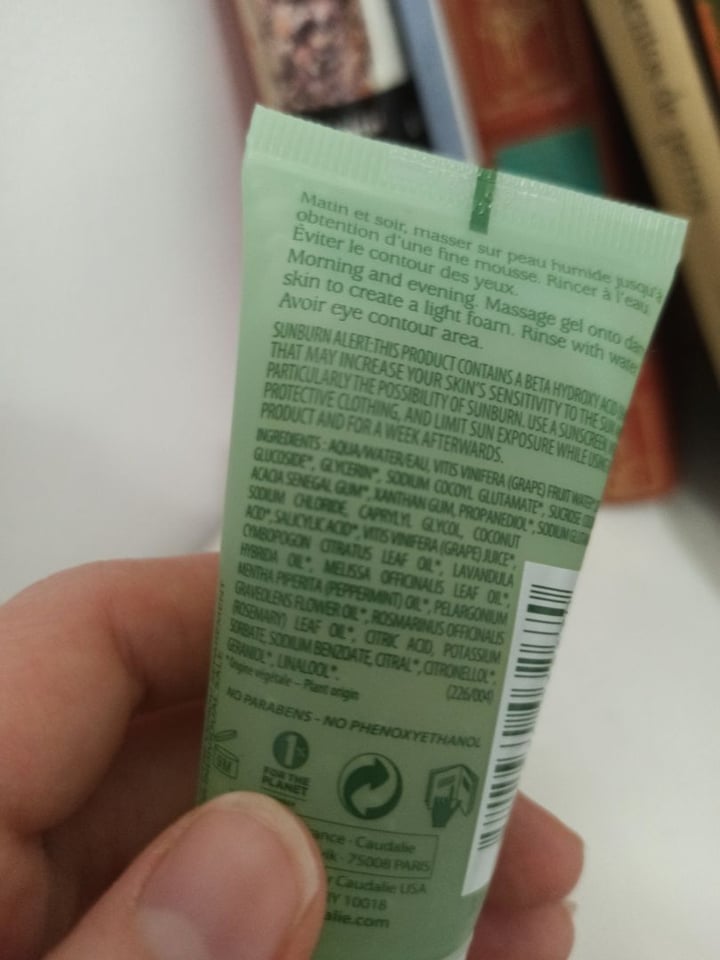 Matin et soir, masser sur peau humide jusqu'à
obtention d'une fine mousse. Rincer à l'eau.
Éviter le contour des yeux.
Morning and evening. Massage gel onto
skin to create a light foam. Rinse with
Avoir eye contour area.
SUNBURN ALERT:THIS PRODUCT CONTAINS A BETA HYDROXY ACID
THAT MAY INCREASE YOUR SKIN'S SENSITIVITY TO THE SUN
PARTICULARLY THE POSSIBILITY OF SUNBURN. USE A SUNSCREEN,
PROTECTIVE CLOTHING, AND LIMIT SUN EXPOSURE WHILE USING
PRODUCT AND FOR A WEEK AFTERWARDS.
INGREDIENTS : AQUA/WATER/EAU, VITIS VINIFERA (GRAPE) FRUIT WATER*,
GLUCOSIDE*, GLYCERIN*, SODIUM COCOYL GLUTAMATE*, SUCROSE
ACACIA SENEGAL GUM*, XANTHAN GUM, PROPANEDIOL*, SODIUM
SODIUM CHLORIDE, CAPRYLYL GLYCOL, COCONUT
ACID*, SALICYLIC ACID*, VITIS VINIFERA (GRAPE) JUICE*,
CYMBOPOGON CITRATUS LEAF OIL*, LAVANDULA
HYBRIDA OIL*, MELISSA OFFICINALIS LEAF OIL*,
MENTHA PIPERITA (PEPPERMINT) OIL*, PELARGONIUM
GRAVEOLENS FLOWER OIL*, ROSMARINUS OFFICINALIS
(ROSEMARY) LEAF OIL*, CITRIC ACID, POTASSIUM
SORBATE, SODIUM BENZOATE, CITRAL*, CITRONELLOL*,
GERANIOL*, LINALOOL*. (226/004)
*Origine végétale – Plant origin
NO PARABENS - NO PHENOXYETHANOL
1%
FOR THE
PLANET
ance - Caudalie
75008 PARIS
Caudalie USA
NY 10018
alie.com